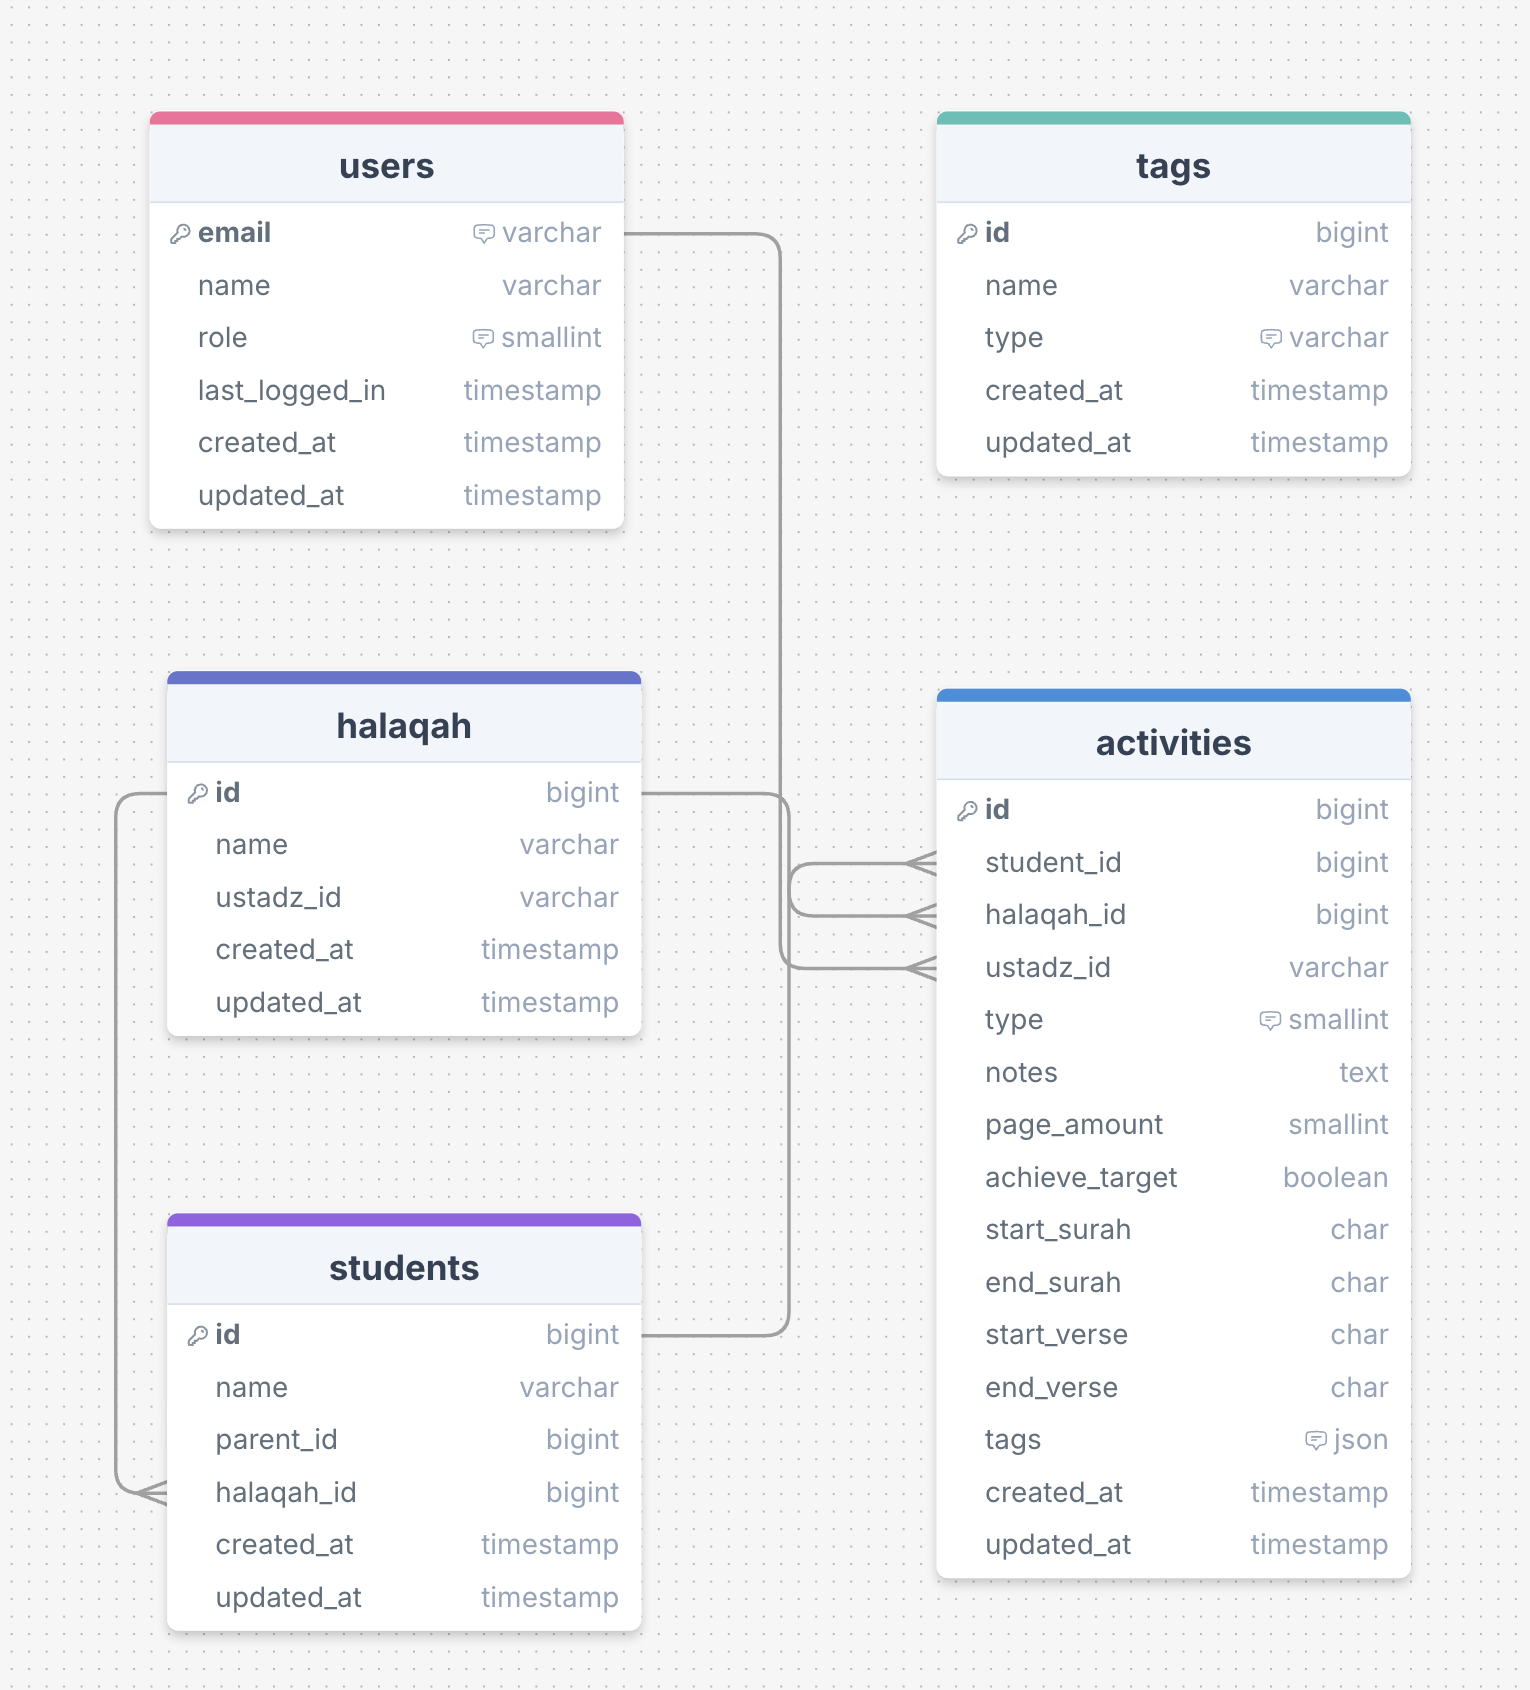 users
email varchar
name varchar
role smallint
last_logged_in timestamp
created_at timestamp
updated_at timestamp
tags
id bigint
name varchar
type varchar
created_at timestamp
updated_at timestamp
halaqah
id bigint
name varchar
ustadz_id varchar
created_at timestamp
updated_at timestamp
activities
id bigint
student_id bigint
halaqah_id bigint
ustadz_id varchar
type smallint
notes text
page_amount smallint
achieve_target boolean
start_surah char
end_surah char
start_verse char
end_verse char
tags json
created_at timestamp
updated_at timestamp
students
id bigint
name varchar
parent_id bigint
halaqah_id bigint
created_at timestamp
updated_at timestamp